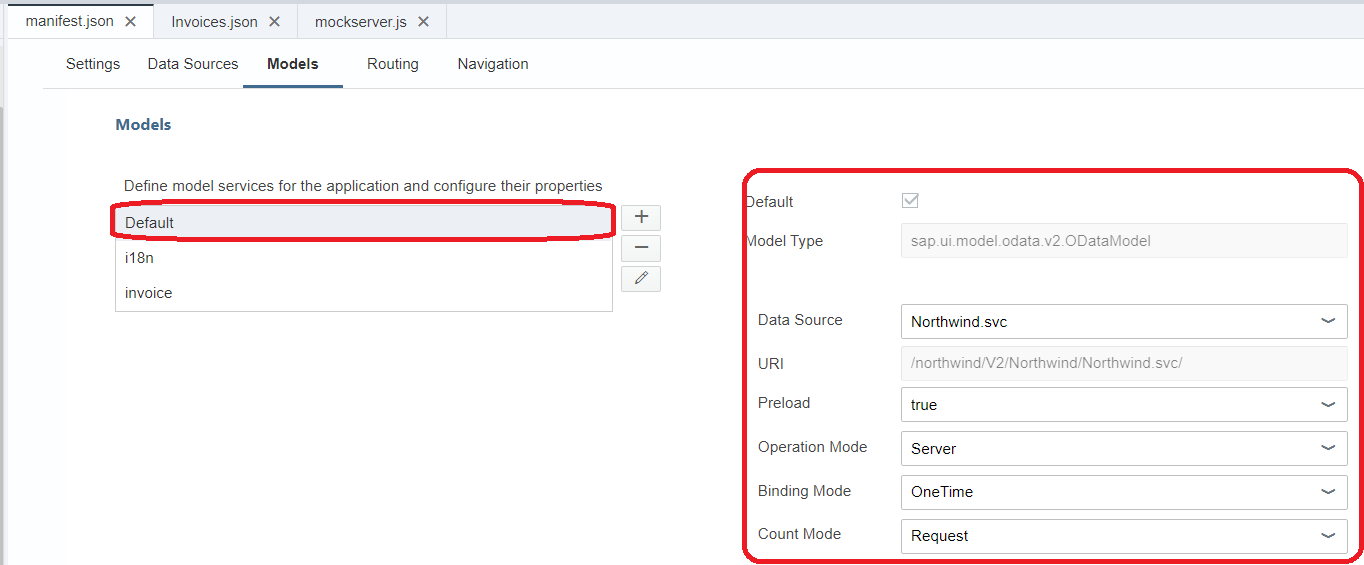 manifest.json ✕ Invoices.json ✕ mockserver.js ✕
Settings Data Sources Models Routing Navigation
Models
Define model services for the application and configure their properties
Default
i18n
invoice
Default
Model Type sap.ui.model.odata.v2.ODataModel
Data Source Northwind.svc
URI /northwind/V2/Northwind/Northwind.svc/
Preload true
Operation Mode Server
Binding Mode OneTime
Count Mode Request